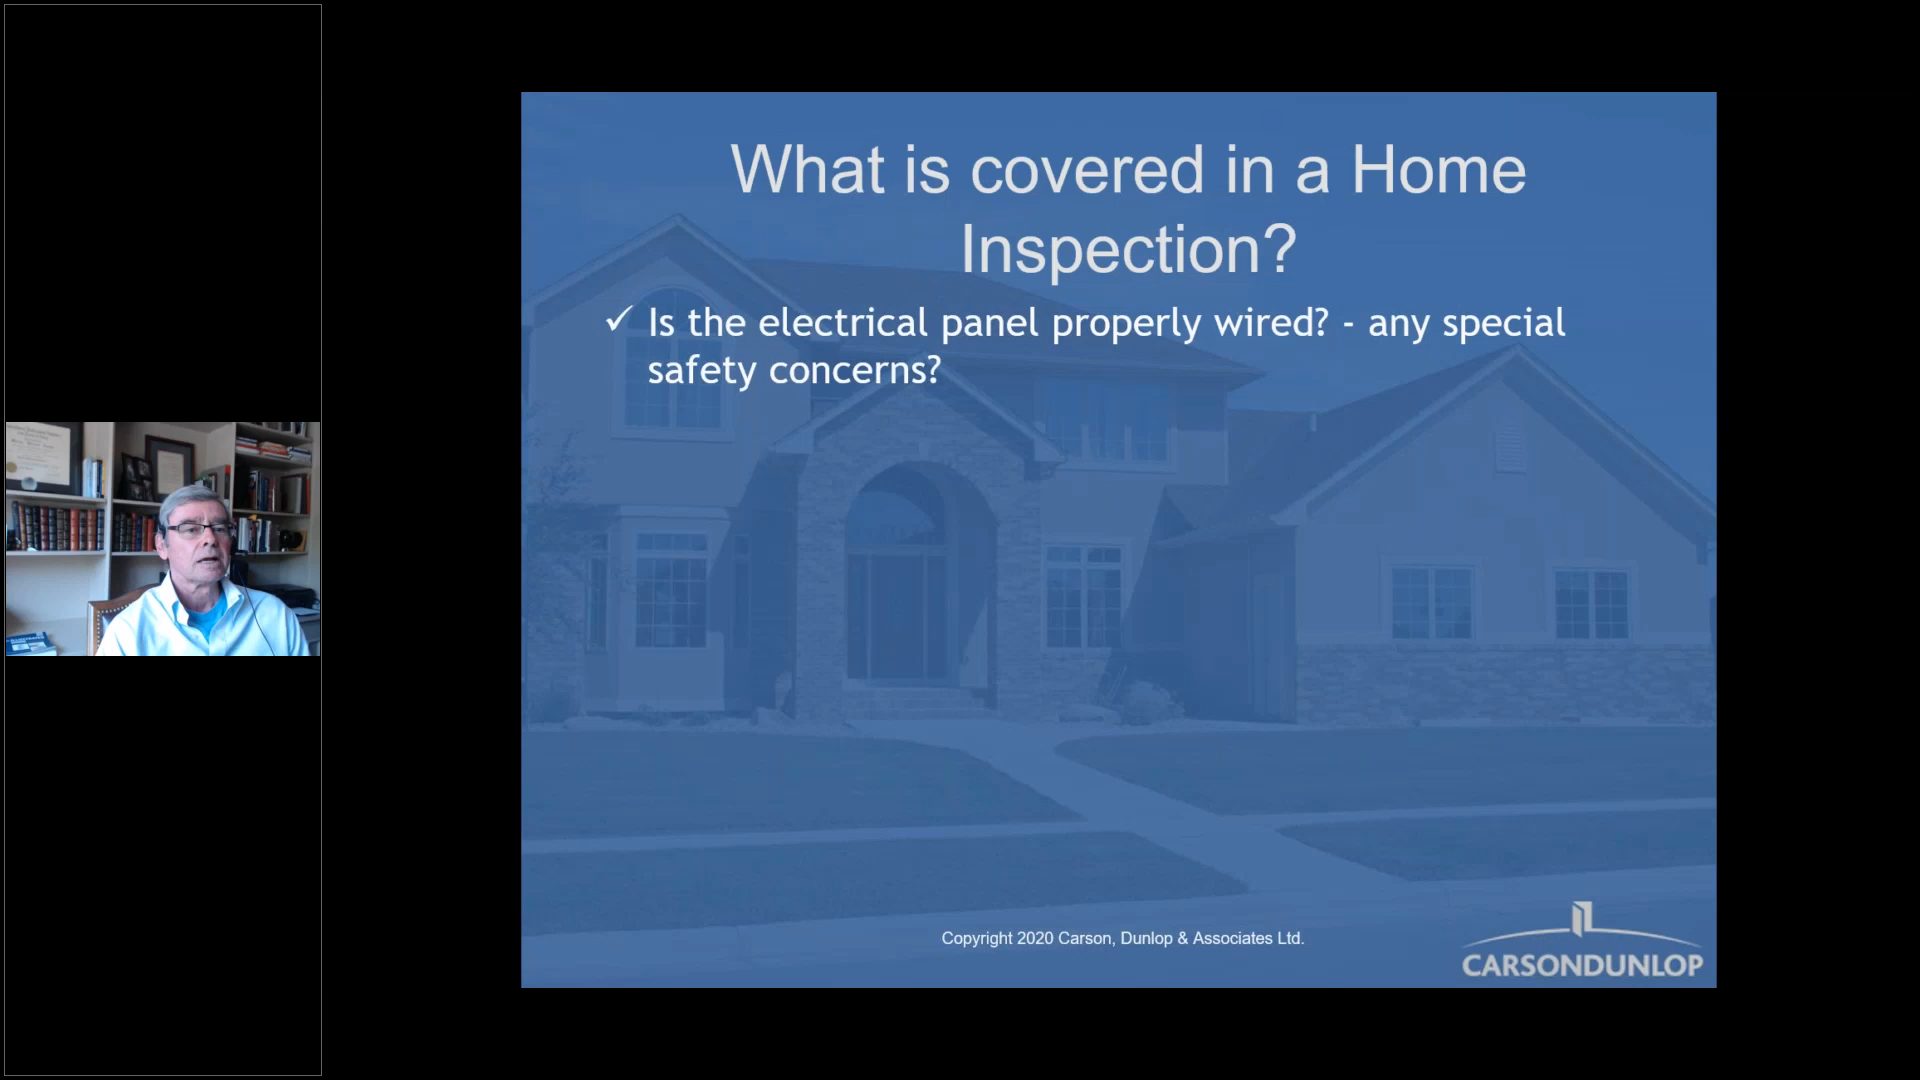 What is covered in a Home
Inspection?
✓ Is the electrical panel properly wired? - any special
safety concerns?
Copyright 2020 Carson, Dunlop & Associates Ltd.
CARSONDUNLOP